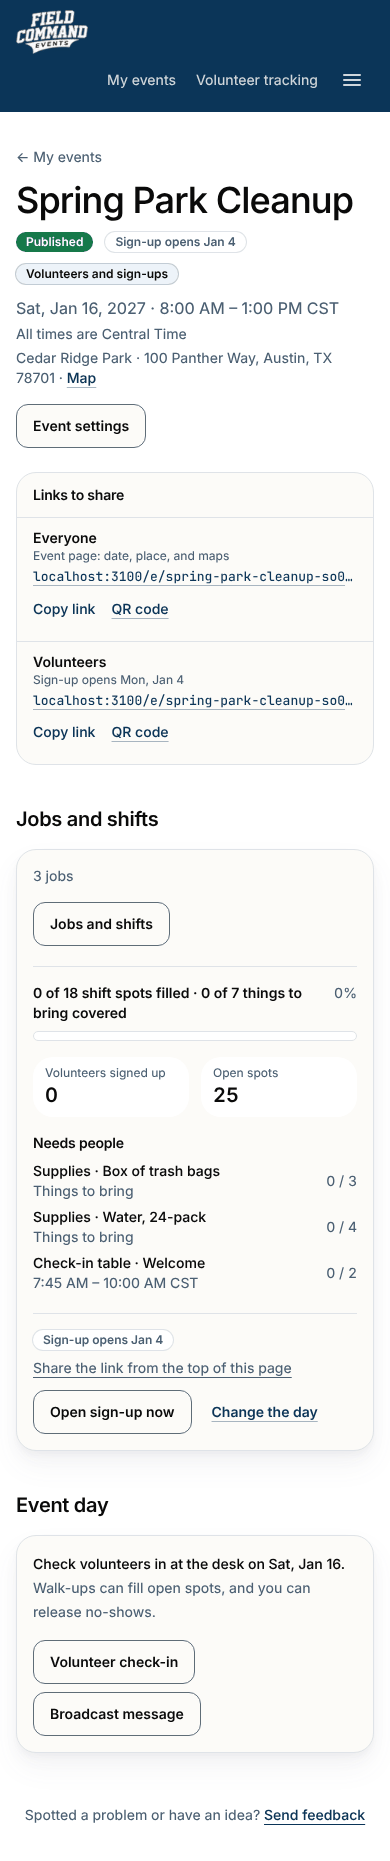 FIELD
COMMAND
EVENTS
My events Volunteer tracking
← My events
Spring Park Cleanup
Published Sign-up opens Jan 4
Volunteers and sign-ups
Sat, Jan 16, 2027 · 8:00 AM – 1:00 PM CST
All times are Central Time
Cedar Ridge Park · 100 Panther Way, Austin, TX
78701 · Map
Event settings
Links to share
Everyone
Event page: date, place, and maps
localhost:3100/e/spring-park-cleanup-so0…
Copy link QR code
Volunteers
Sign-up opens Mon, Jan 4
localhost:3100/e/spring-park-cleanup-so0…
Copy link QR code
Jobs and shifts
3 jobs
Jobs and shifts
0 of 18 shift spots filled · 0 of 7 things to 0%
bring covered
Volunteers signed up Open spots
0 25
Needs people
Supplies · Box of trash bags
Things to bring 0 / 3
Supplies · Water, 24-pack
Things to bring 0 / 4
Check-in table · Welcome
7:45 AM – 10:00 AM CST 0 / 2
Sign-up opens Jan 4
Share the link from the top of this page
Open sign-up now Change the day
Event day
Check volunteers in at the desk on Sat, Jan 16.
Walk-ups can fill open spots, and you can
release no-shows.
Volunteer check-in
Broadcast message
Spotted a problem or have an idea? Send feedback